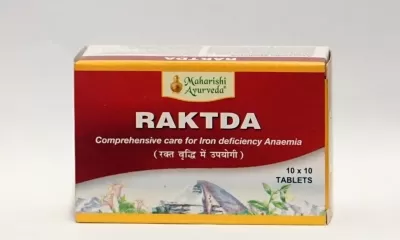 Maharishi
Ayurveda®
RAKTDA
Comprehensive care for Iron deficiency Anaemia
(रक्त वृद्धि में उपयोगी)
10 x 10
TABLETS